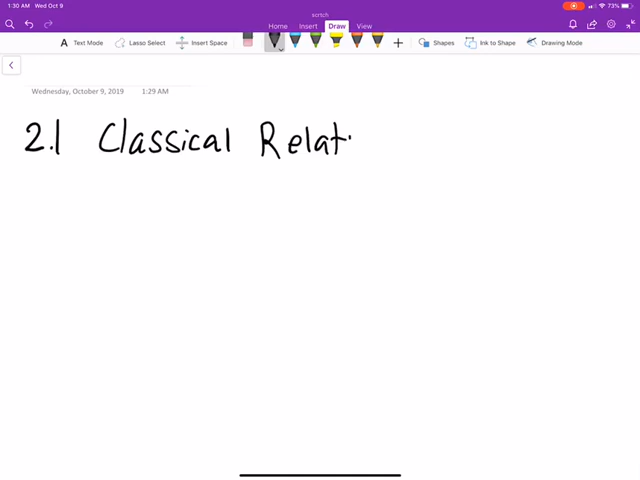 1:30 AM Wed Oct 9
73%
scrtch
Home Insert Draw View
A Text Mode Lasso Select Insert Space Shapes Ink to Shape Drawing Mode
Wednesday, October 9, 2019 1:29 AM
2.1 Classical Relat